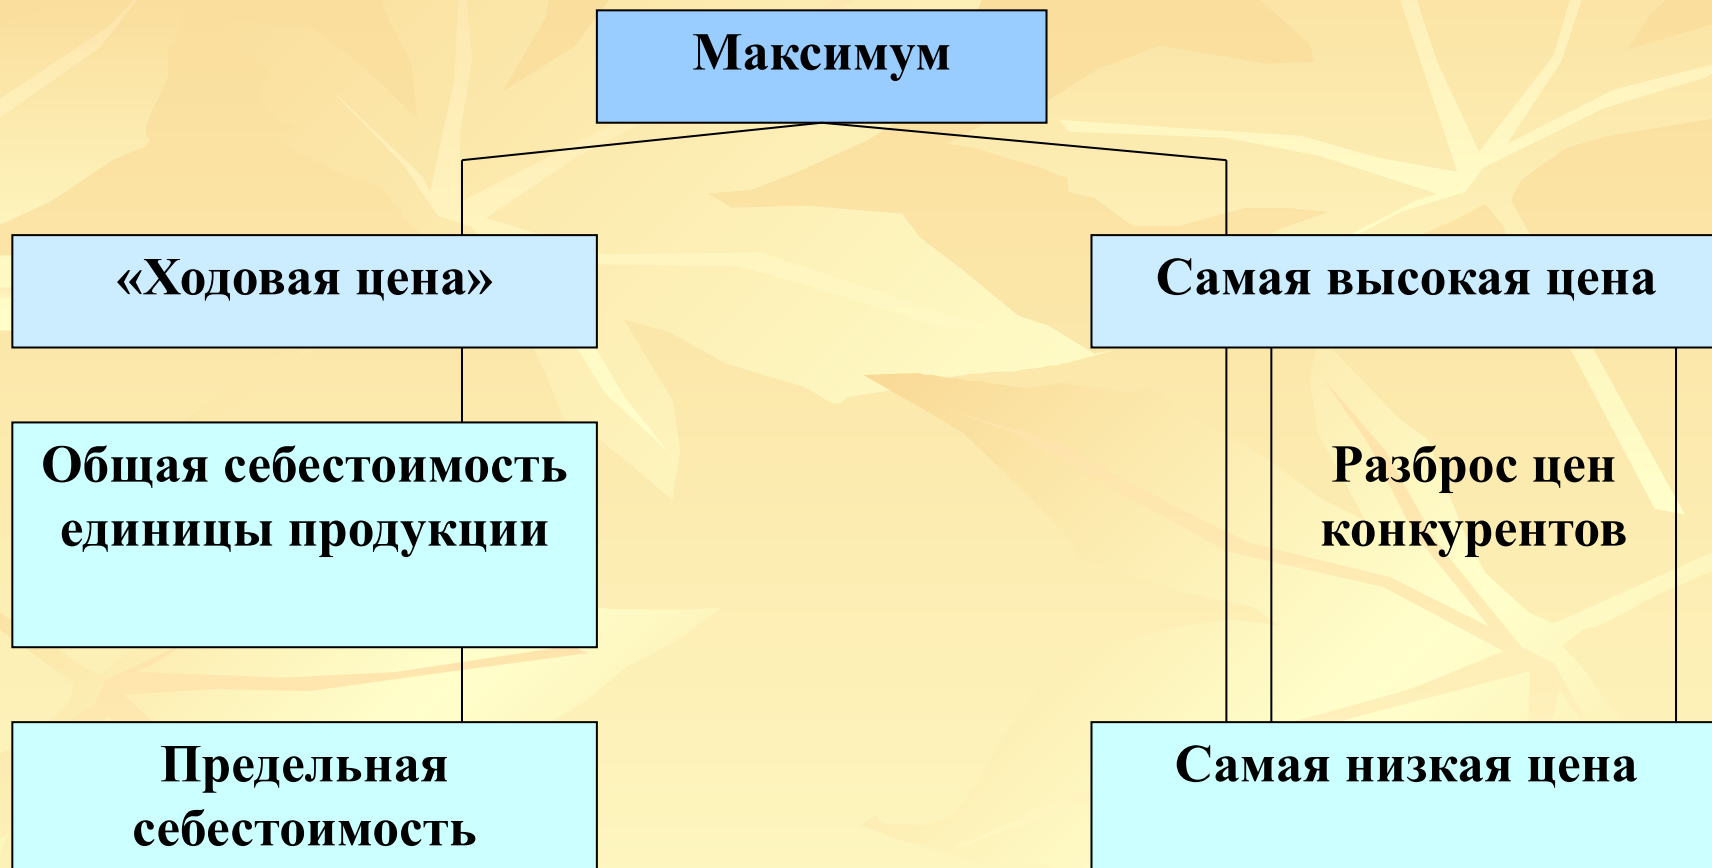 Максимум
«Ходовая цена»
Самая высокая цена
Общая себестоимость
единицы продукции
Разброс цен
конкурентов
Предельная
себестоимость
Самая низкая цена